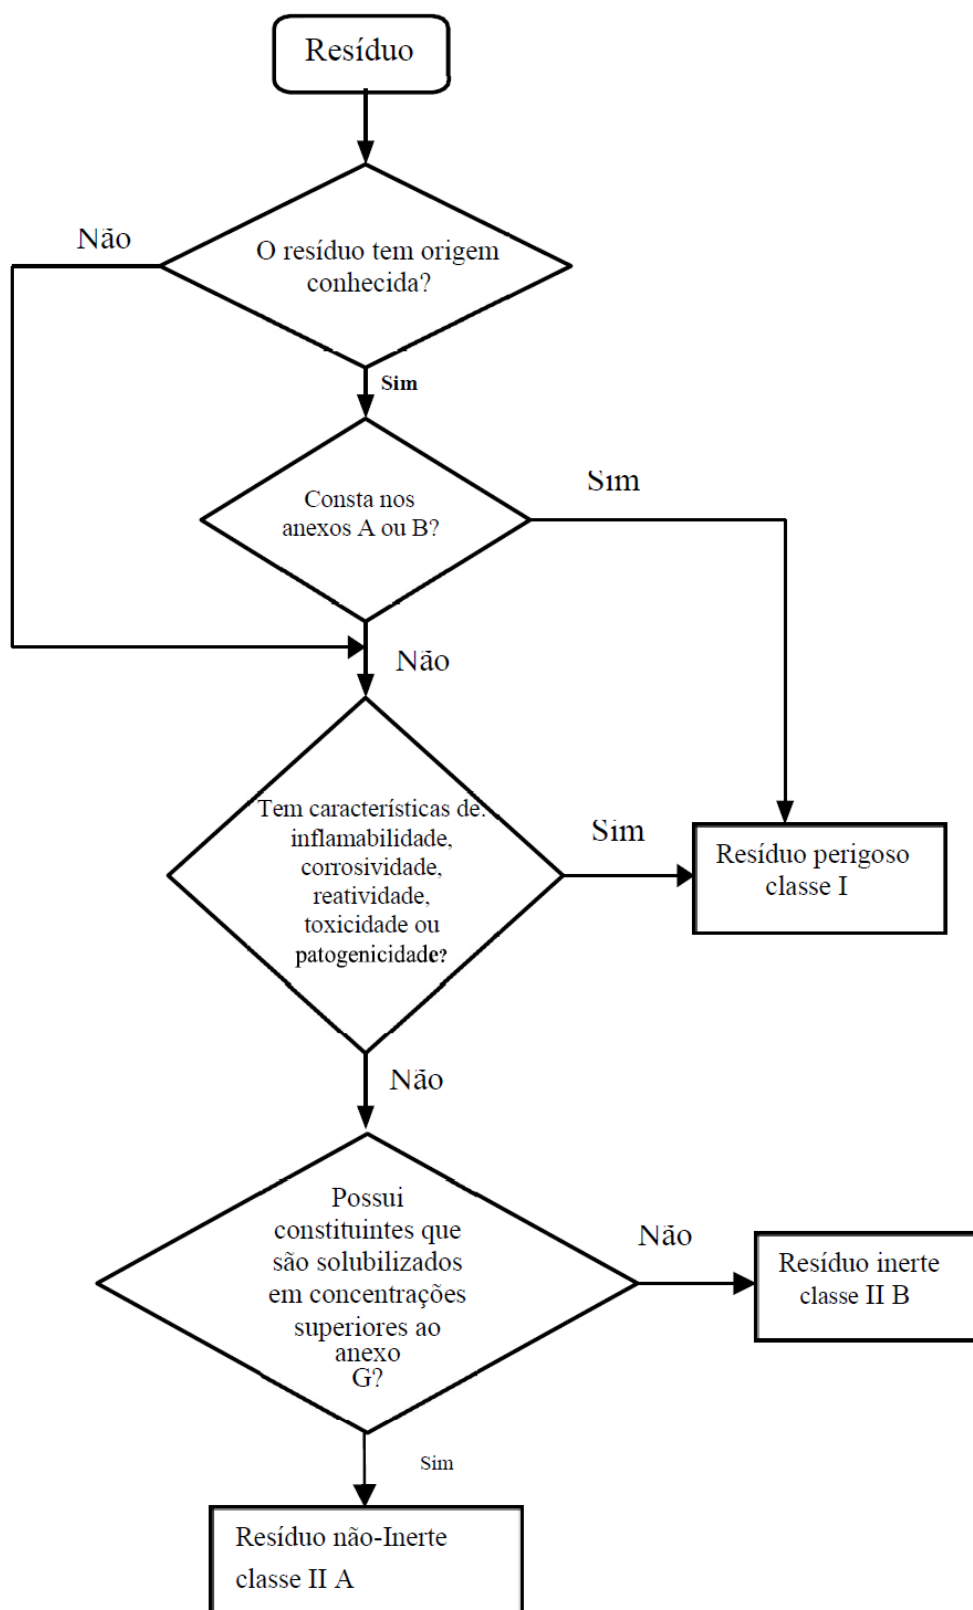 Resíduo
Não
O resíduo tem origem
conhecida?
Sim
Consta nos
anexos A ou B?
Sim
Não
Tem características de:
inflamabilidade,
corrosividade,
reatividade,
toxicidade ou
patogenicidade?
Sim
Resíduo perigoso
classe I
Não
Possui
constituintes que
são solubilizados
em concentrações
superiores ao
anexo
G?
Não
Resíduo inerte
classe II B
Sim
Resíduo não-Inerte
classe II A